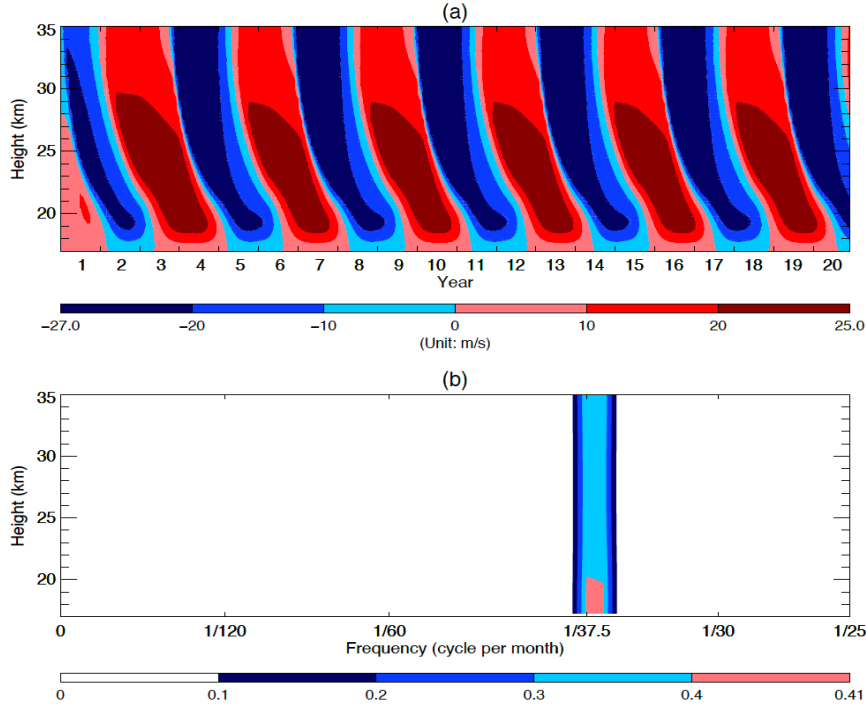 (a)
35
30
25
20
Height (km)
1 2 3 4 5 6 7 8 9 10 11 12 13 14 15 16 17 18 19 20
Year
−27.0 −20 −10 0 10 20 25.0
(Unit: m/s)
(b)
35
30
25
20
Height (km)
0 1/120 1/60 1/37.5 1/30 1/25
Frequency (cycle per month)
0 0.1 0.2 0.3 0.4 0.41